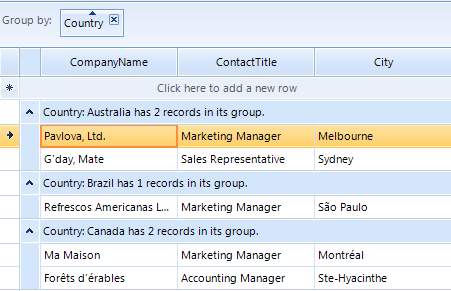 Group by: Country
CompanyName ContactTitle City
Click here to add a new row
Country: Australia has 2 records in its group.
Pavlova, Ltd. Marketing Manager Melbourne
G'day, Mate Sales Representative Sydney
Country: Brazil has 1 records in its group.
Refrescos Americanas L... Marketing Manager São Paulo
Country: Canada has 2 records in its group.
Ma Maison Marketing Manager Montréal
Forêts d'érables Accounting Manager Ste-Hyacinthe